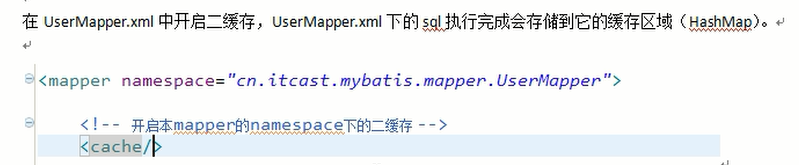 在 UserMapper.xml 中开启二缓存，UserMapper.xml 下的 sql 执行完成会存储到它的缓存区域（HashMap）。
<mapper namespace="cn.itcast.mybatis.mapper.UserMapper">
<!-- 开启本mapper的namespace下的二缓存 -->
<cache/>